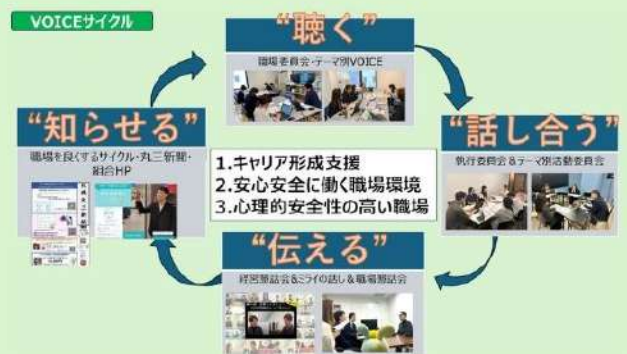 VOICEサイクル
“聴く”
職場委員会・テーマ別VOICE
“話し合う”
執行委員会&テーマ別活動委員会
“伝える”
経営懇話会&ミライの話し&職場懇話会
“知らせる”
職場を良くするサイクル・丸三新聞・
組合HP
1.キャリア形成支援
2.安心安全に働く職場環境
3.心理的安全性の高い職場